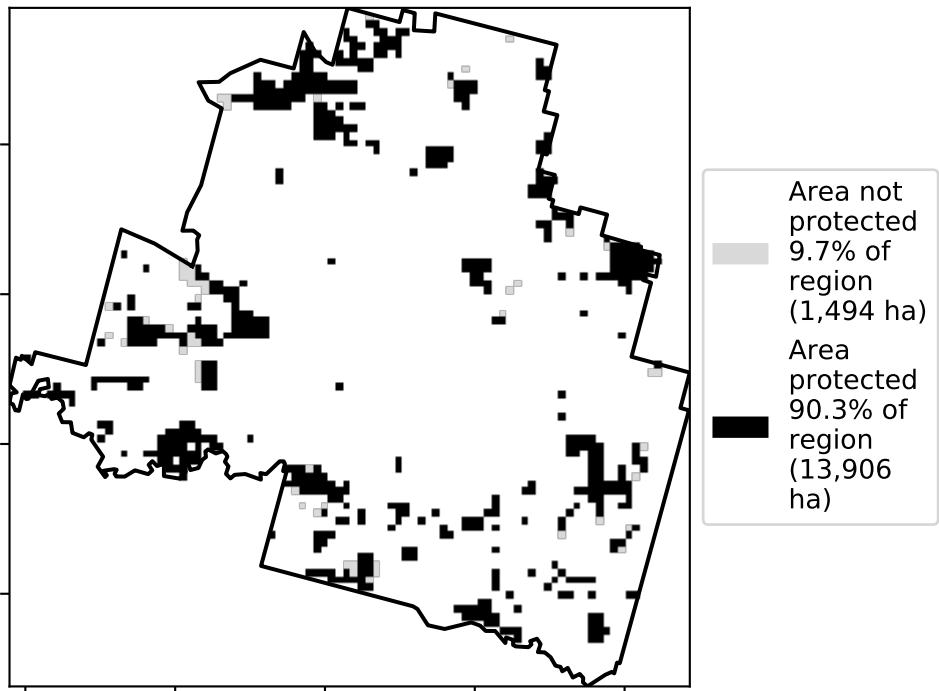 Area not
protected
9.7% of
region
(1,494 ha)
Area
protected
90.3% of
region
(13,906
ha)